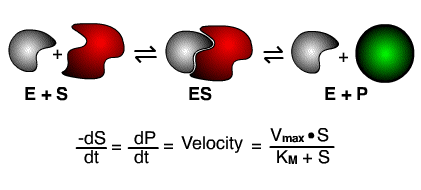 + ⇌ ⇌ +
E + S ES E + P
-dS/dt = dP/dt = Velocity = Vmax • S / KM + S